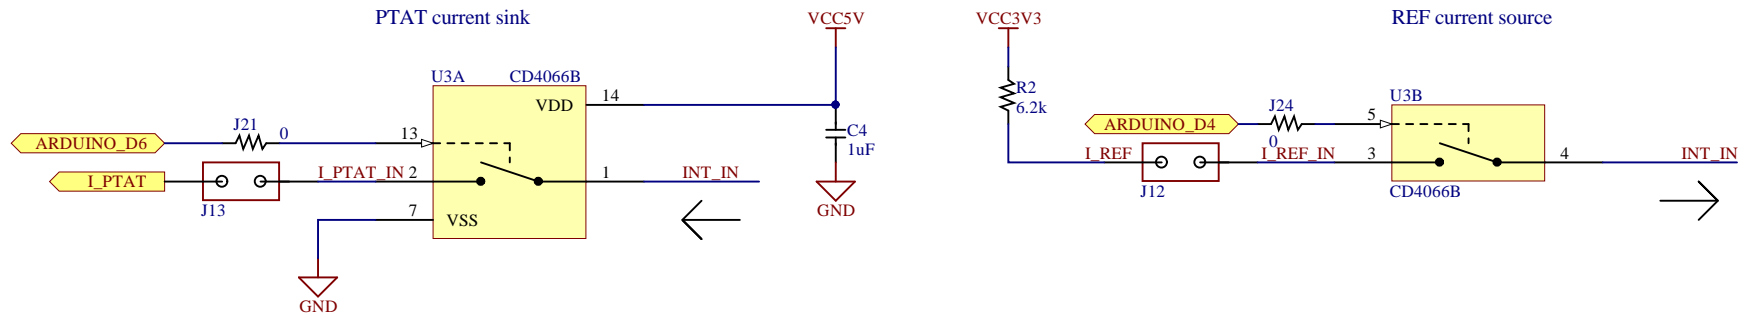 PTAT current sink
VCC5V
VCC3V3
REF current source
U3A
CD4066B
VDD
14
R2
6.2k
U3B
J21
0
13
ARDUINO_D6
C4
1uF
J24
0
5
ARDUINO_D4
I_PTAT
J13
I_PTAT_IN
2
1
INT_IN
GND
I_REF
J12
I_REF_IN
3
4
INT_IN
CD4066B
7
VSS
GND